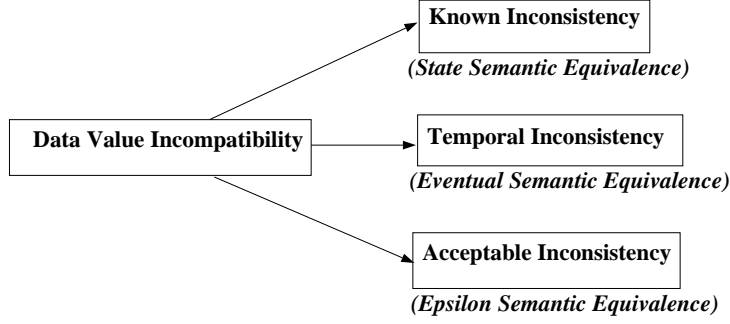 Known Inconsistency
(State Semantic Equivalence)
Data Value Incompatibility
Temporal Inconsistency
(Eventual Semantic Equivalence)
Acceptable Inconsistency
(Epsilon Semantic Equivalence)